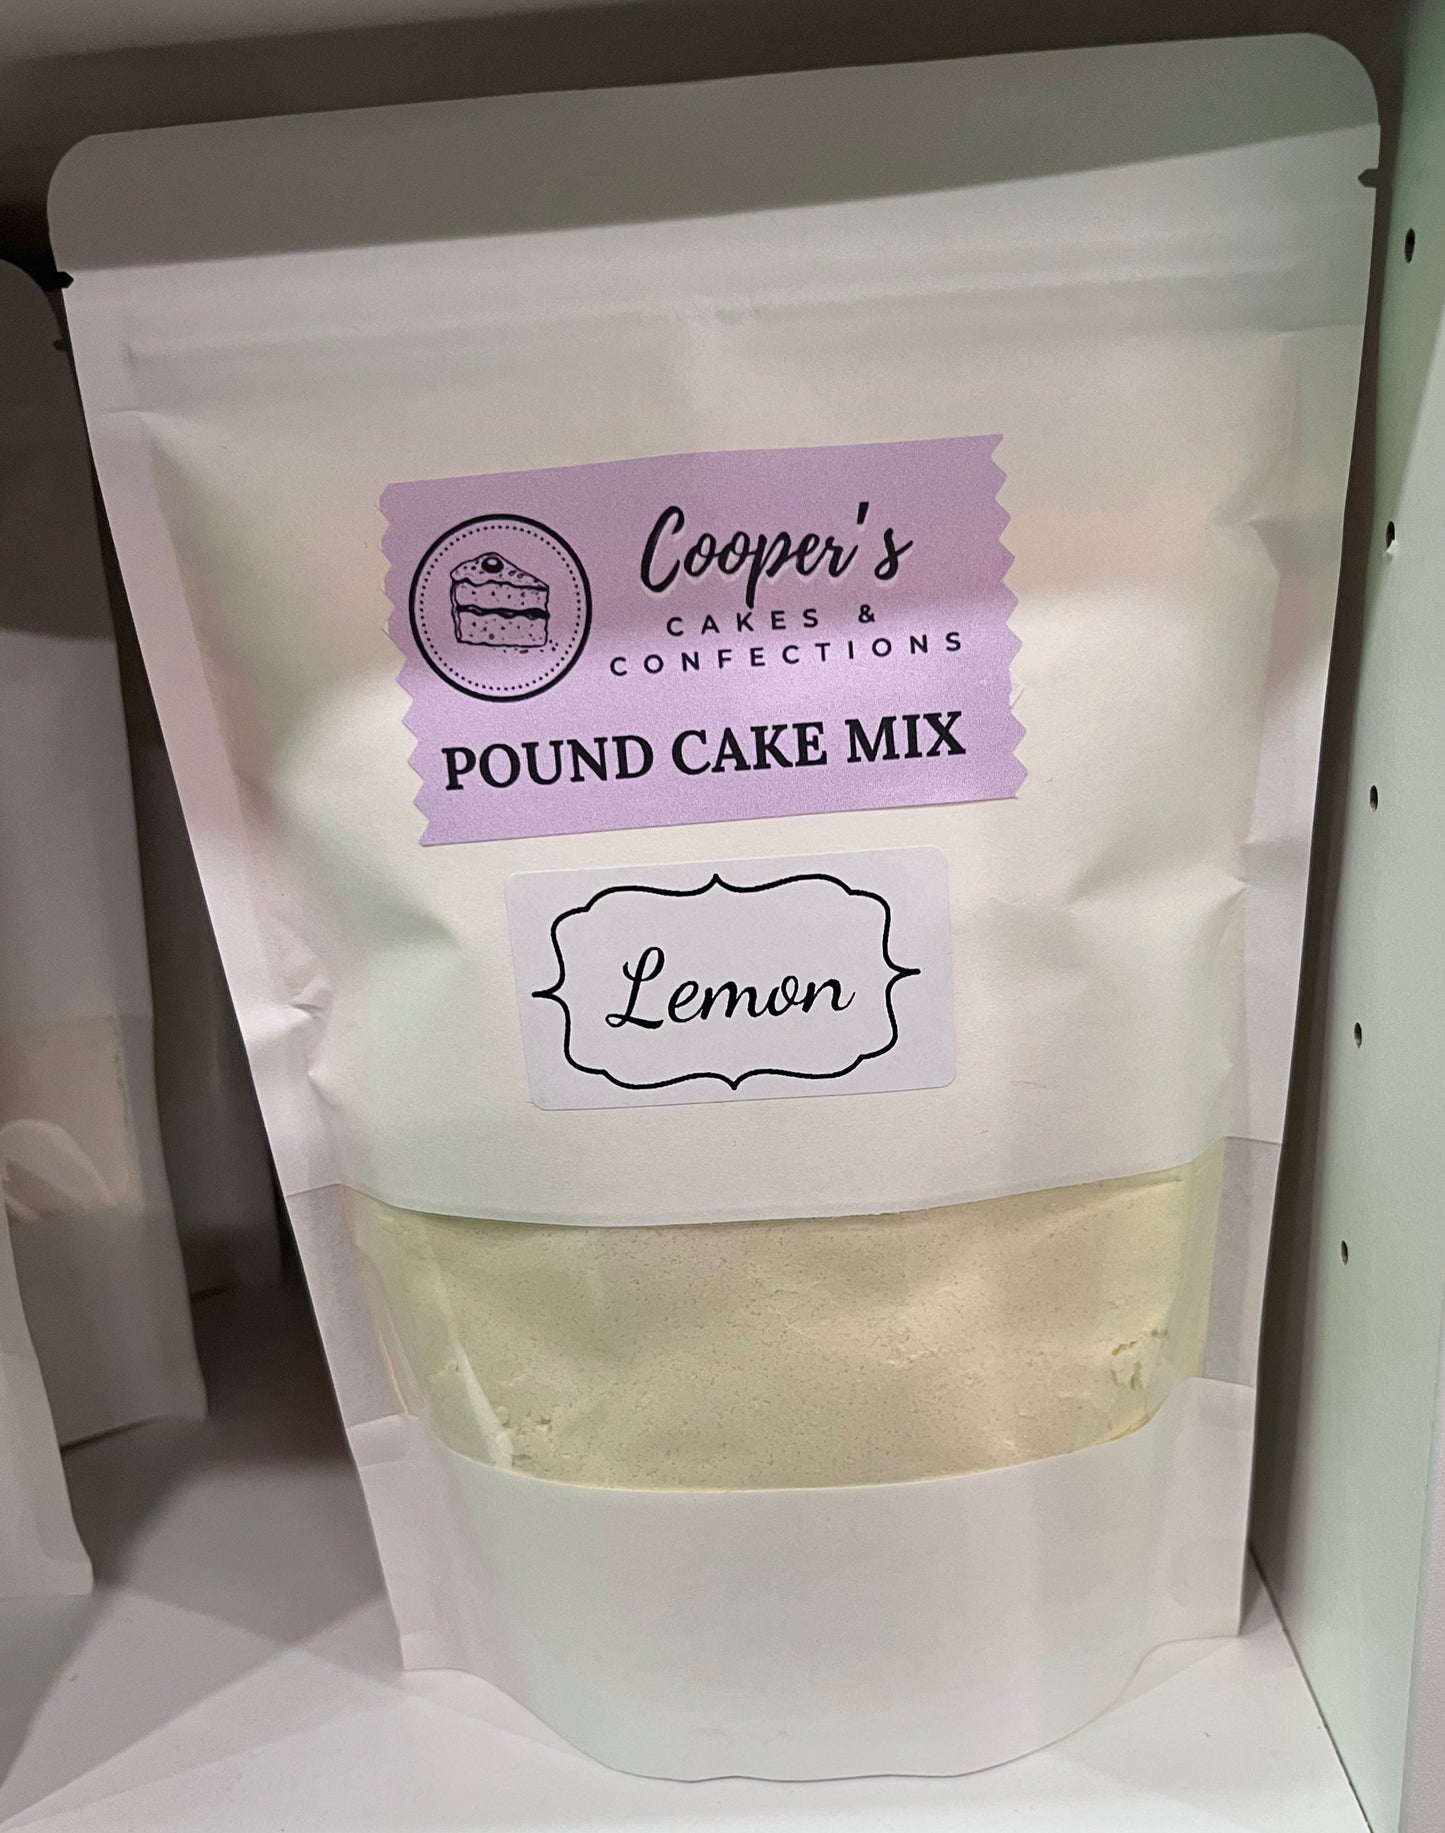 Cooper's
CAKES &
CONFECTIONS
POUND CAKE MIX
Lemon